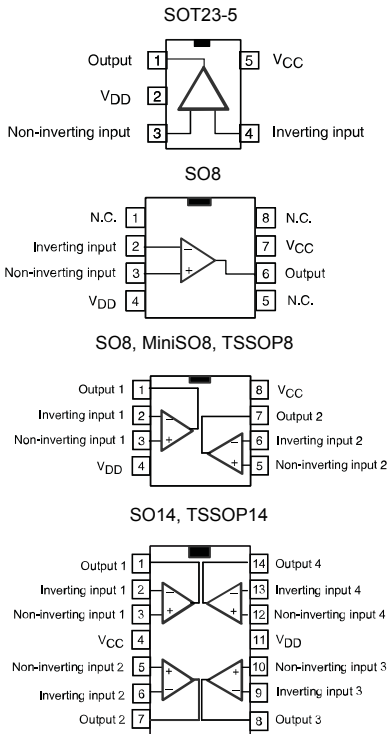 SOT23-5
Output 1 5 VCC
VDD 2
Non-inverting input 3 4 Inverting input
SO8
N.C. 1 8 N.C.
Inverting input 2 − 7 VCC
Non-inverting input 3 + 6 Output
VDD 4 5 N.C.
SO8, MiniSO8, TSSOP8
Output 1 1 8 VCC
Inverting input 1 2 − 7 Output 2
Non-inverting input 1 3 + − 6 Inverting input 2
VDD 4 + 5 Non-inverting input 2
SO14, TSSOP14
Output 1 1 14 Output 4
Inverting input 1 2 − − 13 Inverting input 4
Non-inverting input 1 3 + + 12 Non-inverting input 4
VCC 4 11 VDD
Non-inverting input 2 5 + + 10 Non-inverting input 3
Inverting input 2 6 − − 9 Inverting input 3
Output 2 7 8 Output 3